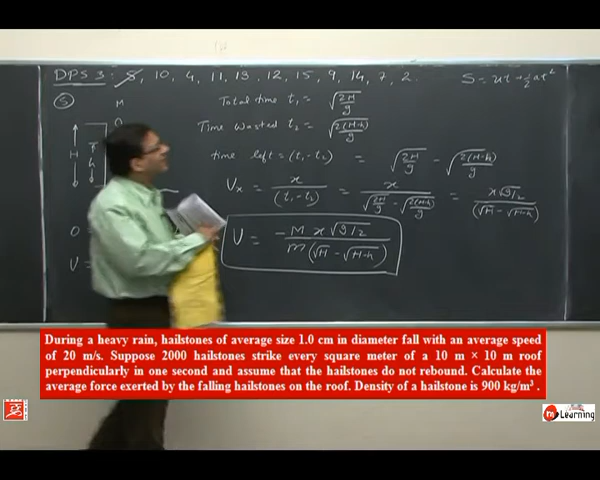 DPS 3: 8, 10, 4, 11, 13, 12, 15, 9, 14, 7, 2. S = ut + ½at²
8 M Total time t₁ = √(2H/g)
Time wasted t₂ = √(2(H-h)/g)
H h time left = (t₁ - t₂) = √(2H/g) - √(2(H-h)/g)
Vₓ = x/(t₁ - t₂) = x/(√(2H/g) - √(2(H-h)/g)) = x√(g/2)/(√H - √(H-h))
0
V = V = -M x √(g/2)/(m(√H - √(H-h)))
During a heavy rain, hailstones of average size 1.0 cm in diameter fall with an average speed
of 20 m/s. Suppose 2000 hailstones strike every square meter of a 10 m × 10 m roof
perpendicularly in one second and assume that the hailstones do not rebound. Calculate the
average force exerted by the falling hailstones on the roof. Density of a hailstone is 900 kg/m³ .
m Learning